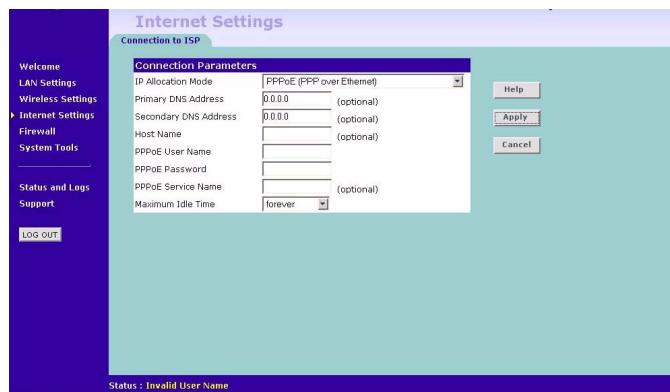 Internet Settings
Connection to ISP
Welcome
LAN Settings
Wireless Settings
Internet Settings
Firewall
System Tools
Status and Logs
Support
LOG OUT
Connection Parameters
IP Allocation Mode PPPoE (PPP over Ethernet)
Primary DNS Address 0.0.0.0 (optional)
Secondary DNS Address 0.0.0.0 (optional)
Host Name (optional)
PPPoE User Name
PPPoE Password
PPPoE Service Name (optional)
Maximum Idle Time forever
Help
Apply
Cancel
Status : Invalid User Name